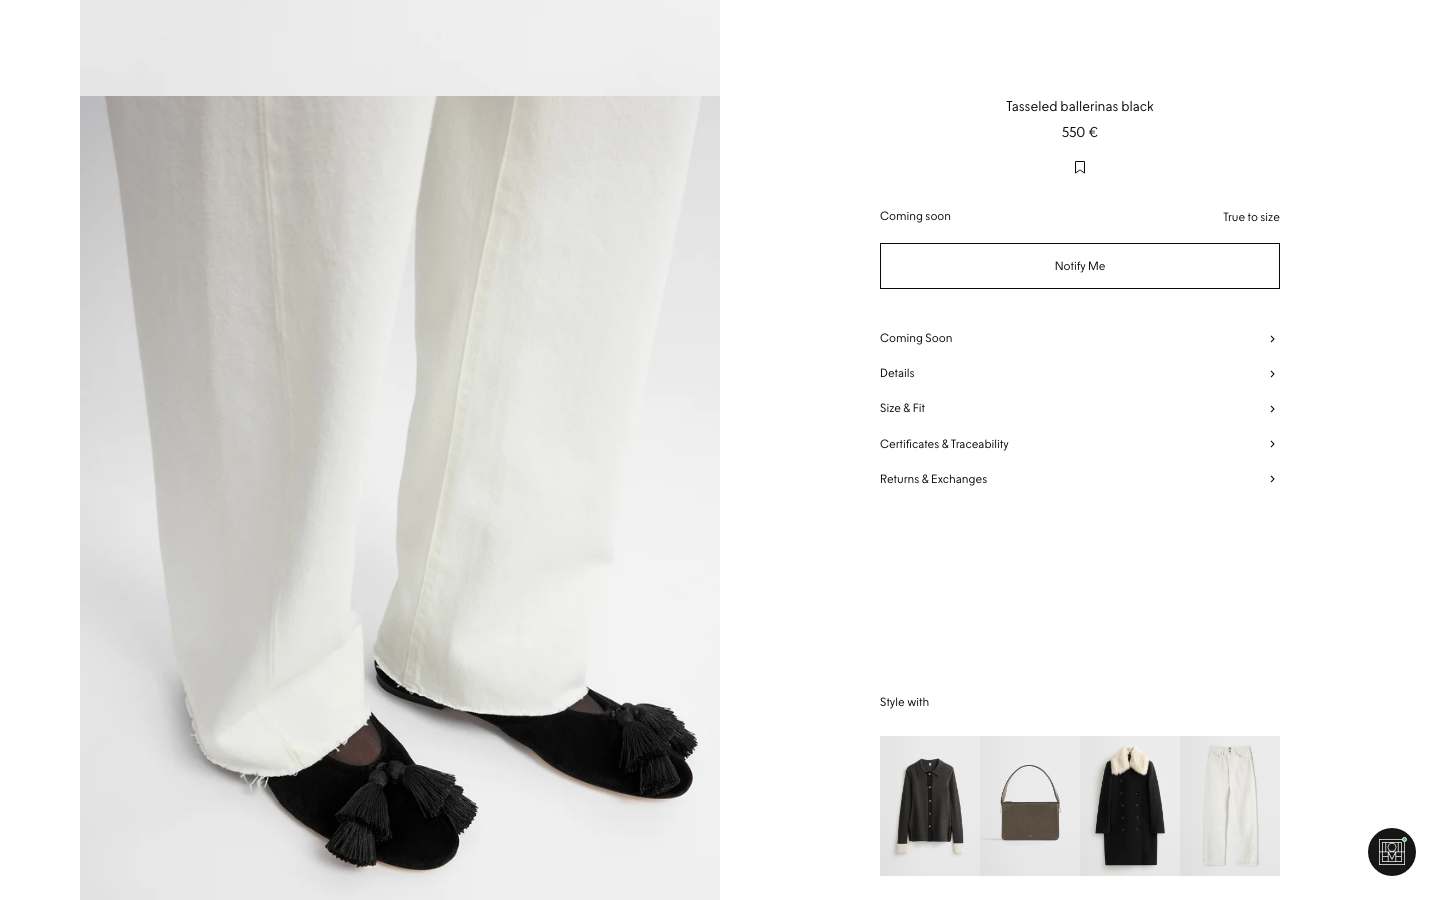 Tasseled ballerinas black
550 €
Coming soon
True to size
Notify Me
Coming Soon
Details
Size & Fit
Certificates & Traceability
Returns & Exchanges
Style with
TOTEME